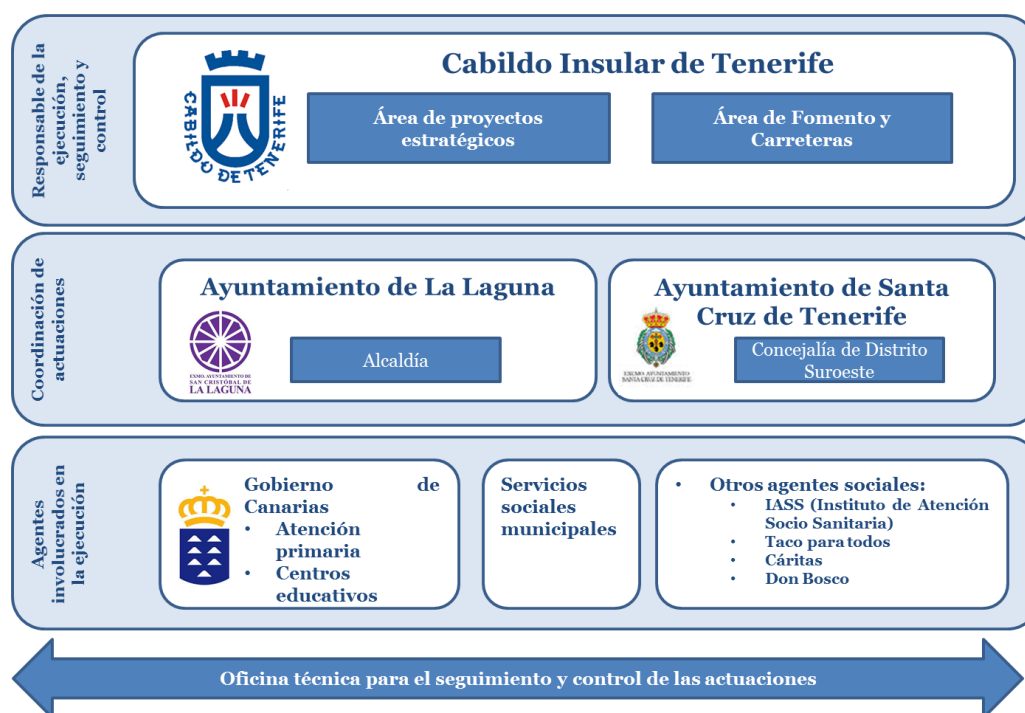 Responsable de la
ejecución,
seguimiento y
control
Cabildo Insular de Tenerife
CABILDO DE TENERIFE
Área de proyectos
estratégicos
Área de Fomento y
Carreteras
Coordinación de
actuaciones
Ayuntamiento de La Laguna
EXCMO. AYUNTAMIENTO DE
SAN CRISTÓBAL DE
LA LAGUNA
Alcaldía
Ayuntamiento de Santa
Cruz de Tenerife
EXCMO. AYUNTAMIENTO
SANTA CRUZ DE TENERIFE
Concejalía de Distrito
Suroeste
Agentes
involucrados en
la ejecución
Gobierno de
Canarias
• Atención
primaria
• Centros
educativos
Servicios
sociales
municipales
• Otros agentes sociales:
• IASS (Instituto de Atención
Socio Sanitaria)
• Taco para todos
• Cáritas
• Don Bosco
Oficina técnica para el seguimiento y control de las actuaciones